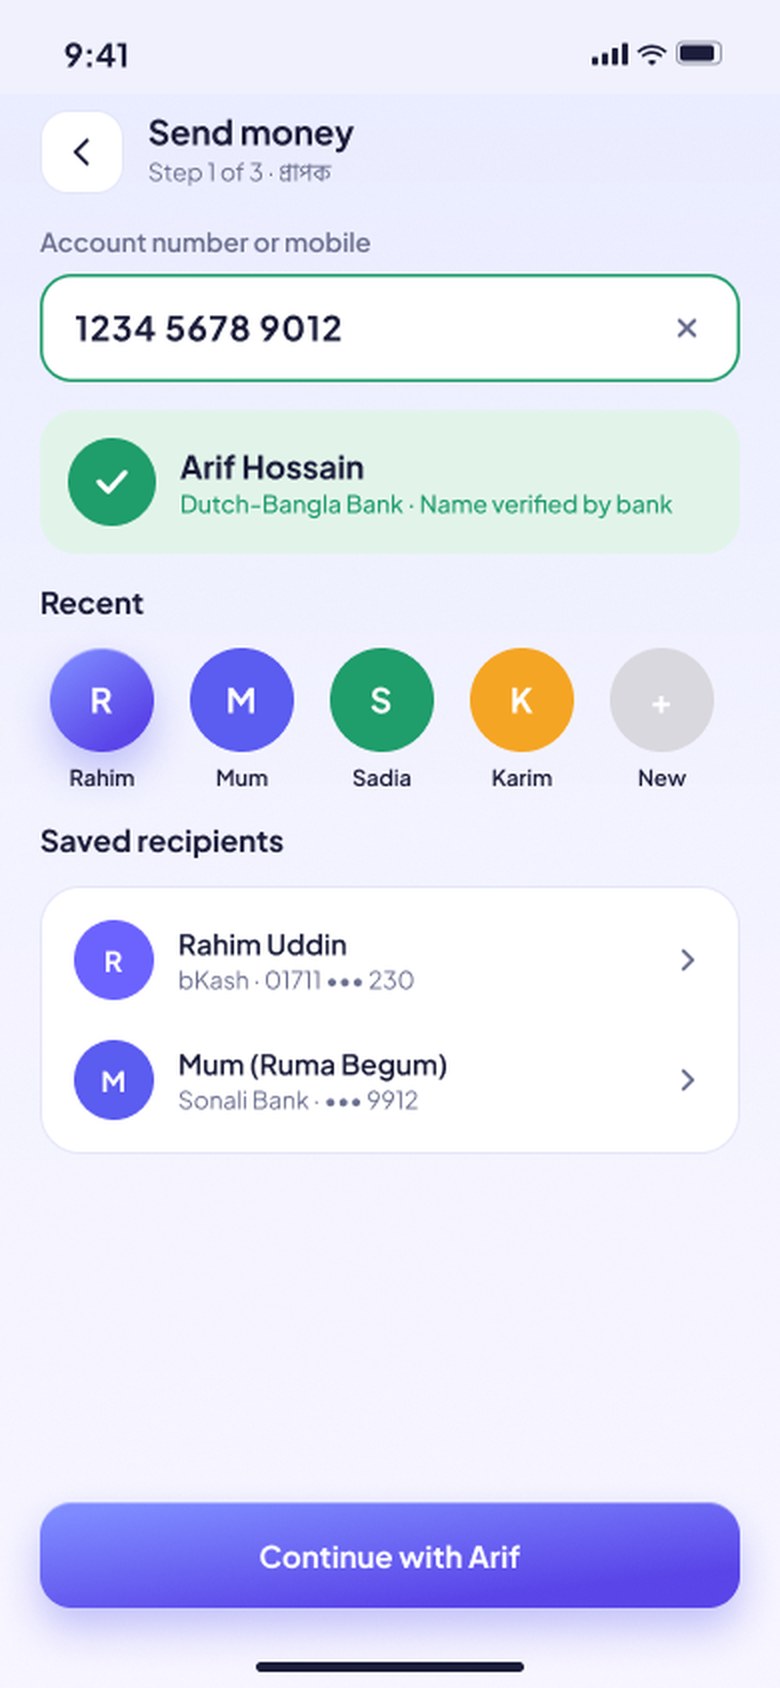 9:41
Send money
Step 1 of 3 · প্রাপক
Account number or mobile
1234 5678 9012
Arif Hossain
Dutch-Bangla Bank · Name verified by bank
Recent
R M S K +
Rahim Mum Sadia Karim New
Saved recipients
R
Rahim Uddin
bKash · 01711 ••• 230
M
Mum (Ruma Begum)
Sonali Bank · ••• 9912
Continue with Arif